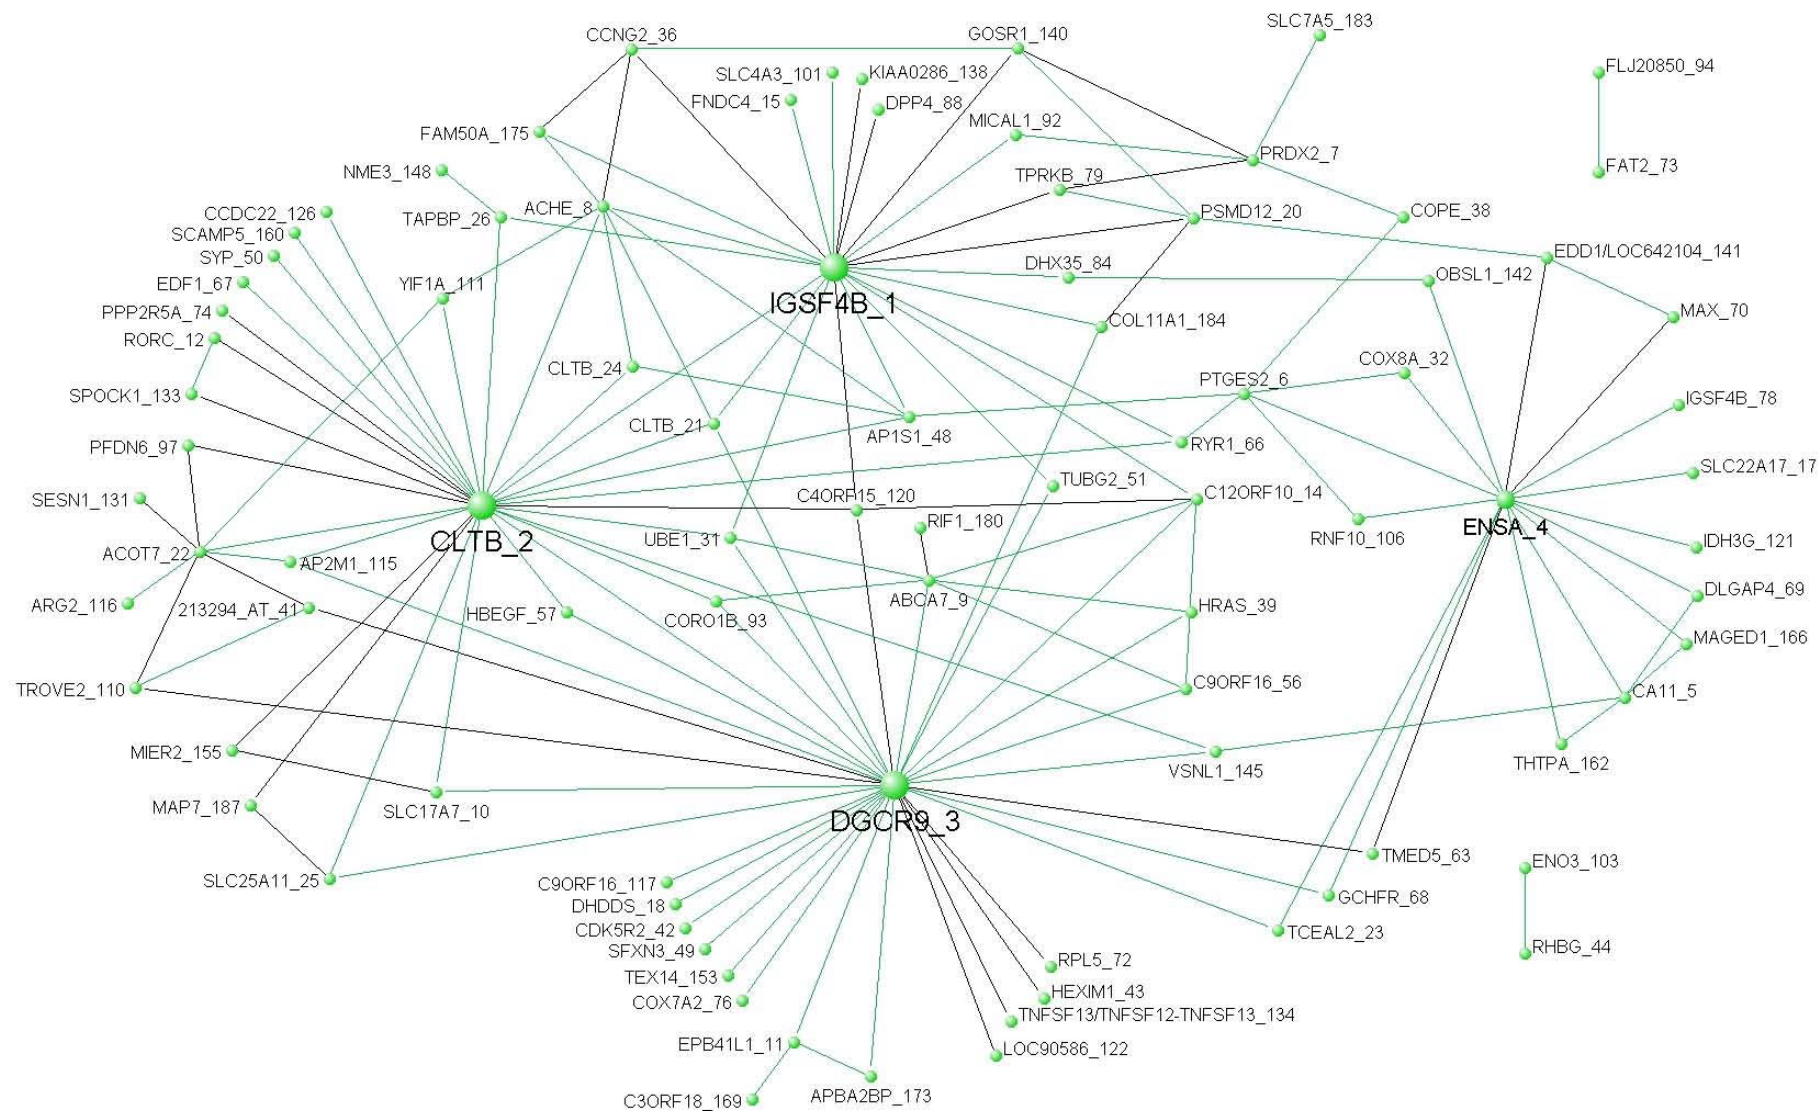 SLC7A5_183
CCNG2_36
GOSR1_140
SLC4A3_101
KIAA0286_138
FLJ20850_94
FNDC4_15
DPP4_88
MICAL1_92
FAM50A_175
PRDX2_7
NME3_148
TPRKB_79
FAT2_73
CCDC22_126
TAPBP_26
ACHE_8
PSMD12_20
COPE_38
SCAMP5_160
SYP_50
DHX35_84
EDD1/LOC642104_141
EDF1_67
YIF1A_111
OBSL1_142
PPP2R5A_74
IGSF4B_1
COL11A1_184
MAX_70
RORC_12
CLTB_24
COX8A_32
SPOCK1_133
PTGES2_6
IGSF4B_78
CLTB_21
AP1S1_48
RYR1_66
PFDN6_97
SLC22A17_17
SESN1_131
C4ORF15_120
TUBG2_51
C12ORF10_14
RIF1_180
CLTB_2
UBE1_31
RNF10_106
ENSA_4
IDH3G_121
ACOT7_22
AP2M1_115
ARG2_116
213294_AT_41
HBEGF_57
CORO1B_93
ABCA7_9
HRAS_39
DLGAP4_69
MAGED1_166
TROVE2_110
C9ORF16_56
CA11_5
MIER2_155
VSNL1_145
THTPA_162
MAP7_187
SLC17A7_10
DGCR9_3
TMED5_63
ENO3_103
SLC25A11_25
C9ORF16_117
GCHFR_68
DHDDS_18
CDK5R2_42
TCEAL2_23
SFXN3_49
RHBG_44
TEX14_153
RPL5_72
COX7A2_76
HEXIM1_43
TNFSF13/TNFSF12-TNFSF13_134
EPB41L1_11
LOC90586_122
C3ORF18_169
APBA2BP_173